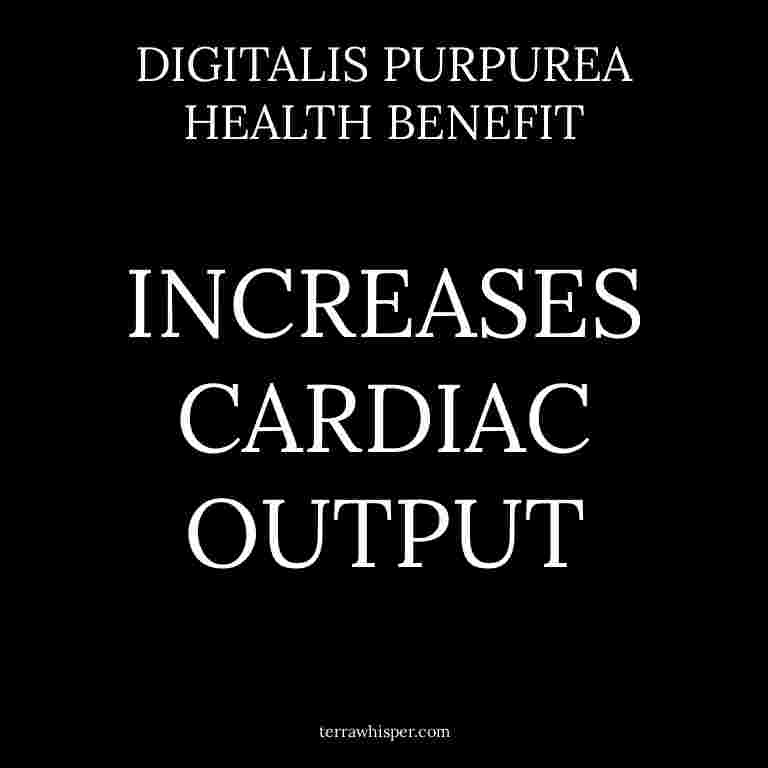 DIGITALIS PURPUREA
HEALTH BENEFIT
INCREASES
CARDIAC
OUTPUT
terrawhisper.com